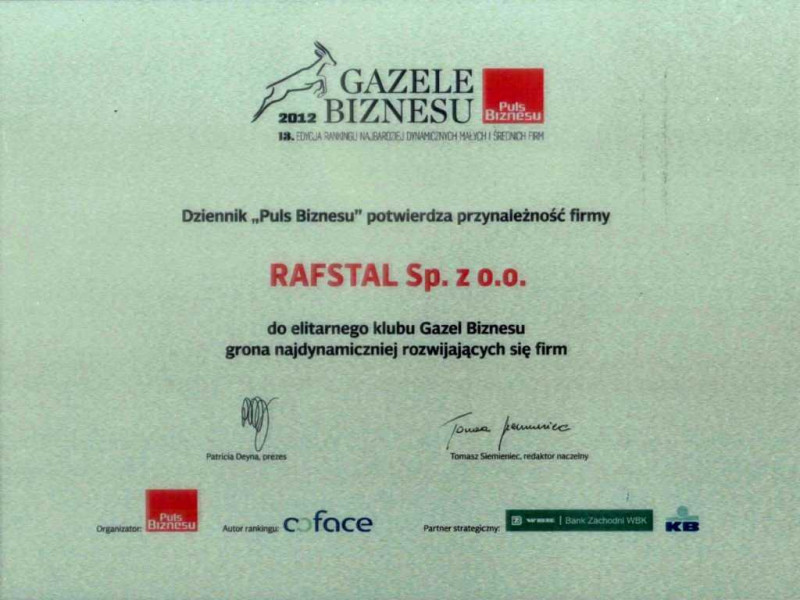 GAZELE
2012 BIZNESU
Puls
Biznesu
13. EDYCJA RANKINGU NAJBARDZIEJ DYNAMICZNYCH MAŁYCH I ŚREDNICH FIRM
Dziennik „Puls Biznesu” potwierdza przynależność firmy
RAFSTAL Sp. z o.o.
do elitarnego klubu Gazel Biznesu
grona najdynamiczniej rozwijających się firm
Patricia Deyna, prezes
Tomasz Siemieniec, redaktor naczelny
Organizator: Puls Biznesu
Autor rankingu: coface
Partner strategiczny: WBK | Bank Zachodni WBK
KB